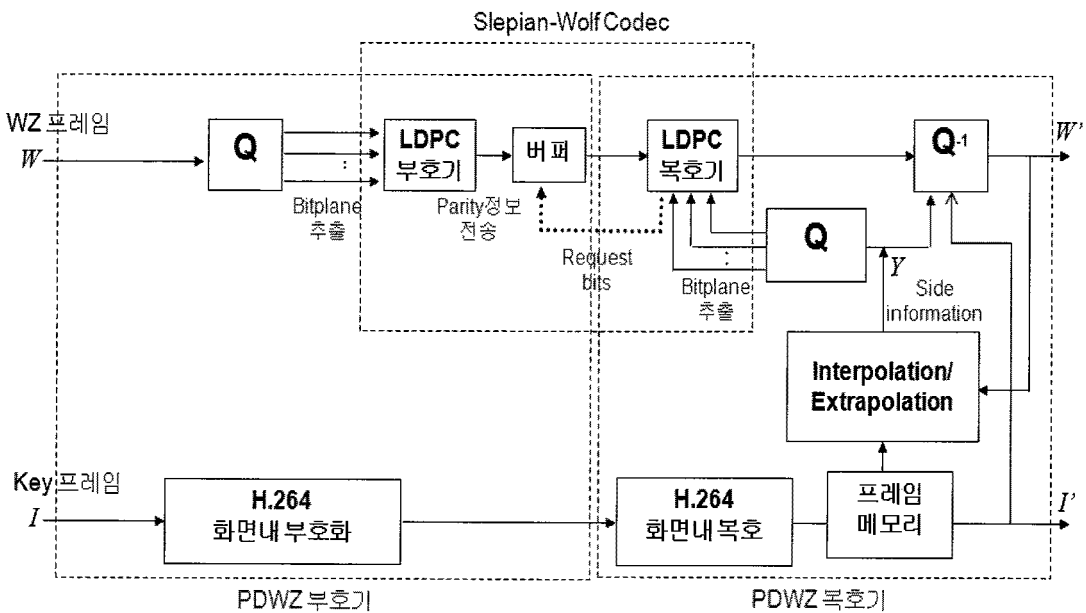 Slepian-Wolf Codec
WZ 프레임
W
Q
LDPC
부호기
버퍼
LDPC
복호기
Q-1
W'
Bitplane
추출
Parity정보
전송
Request
bits
Q
Bitplane
추출
Y
Side
information
Interpolation/
Extrapolation
Key 프레임
I
H.264
화면내 부호화
H.264
화면내 복호
프레임
메모리
I'
PDWZ 부호기
PDWZ 복호기